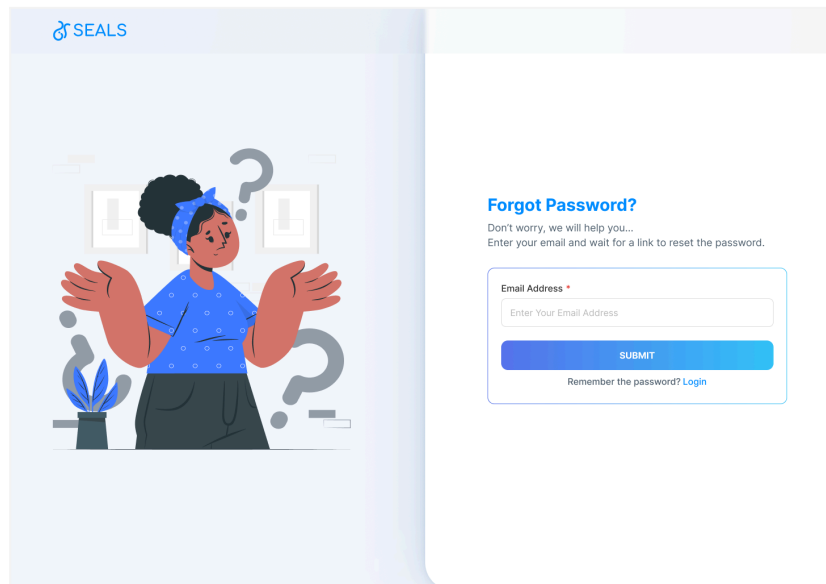 SEALS
Forgot Password?
Don't worry, we will help you...
Enter your email and wait for a link to reset the password.
Email Address *
Enter Your Email Address
SUBMIT
Remember the password? Login